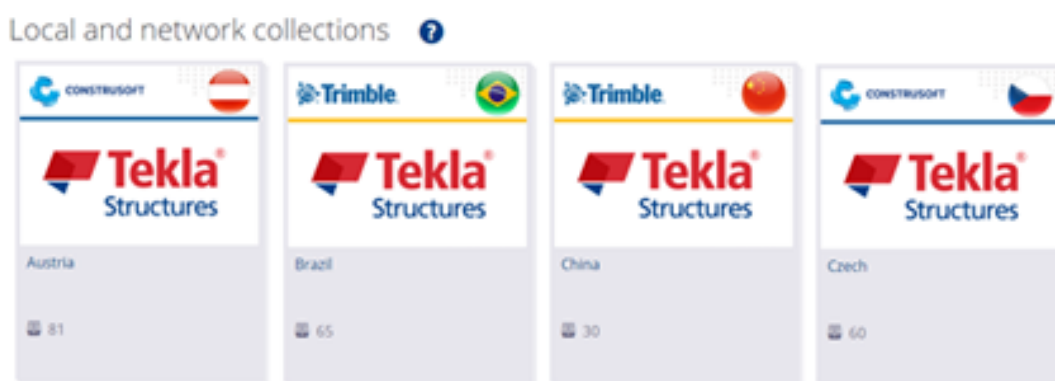 Local and network collections ?
CONSTRUSOFT
Tekla®
Structures
Austria
81
Trimble.
Tekla®
Structures
Brazil
65
Trimble.
Tekla®
Structures
China
30
CONSTRUSOFT
Tekla®
Structures
Czech
60